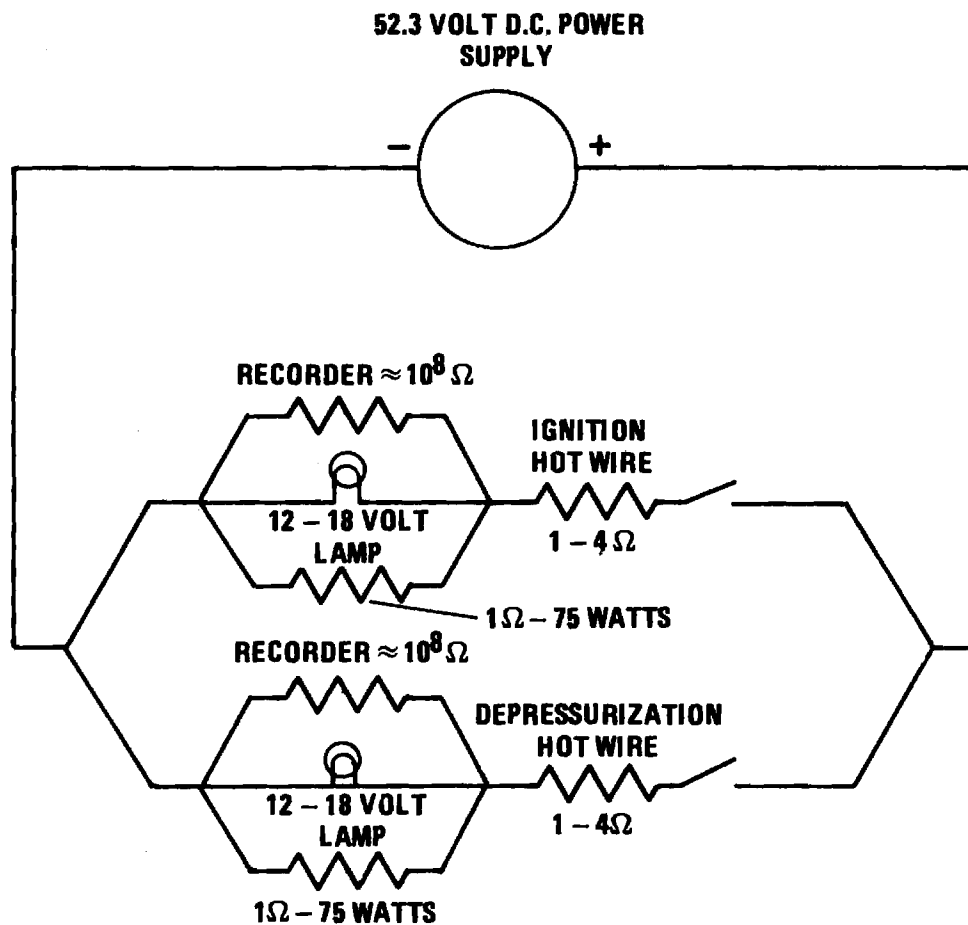 52.3 VOLT D.C. POWER
SUPPLY
− +
RECORDER ≈ 10⁸ Ω
IGNITION
HOT WIRE
12 – 18 VOLT
LAMP
1 – 4 Ω
1Ω – 75 WATTS
RECORDER ≈ 10⁸ Ω
DEPRESSURIZATION
HOT WIRE
12 – 18 VOLT
LAMP
1 – 4Ω
1Ω – 75 WATTS